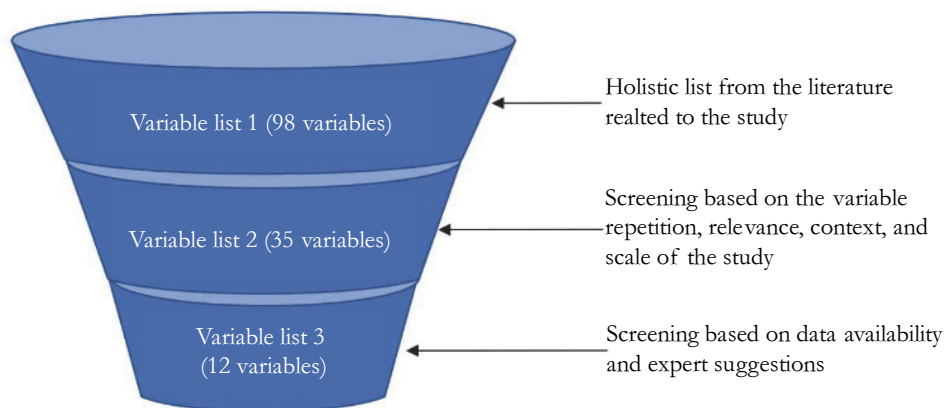 Variable list 1 (98 variables)
Holistic list from the literature
realted to the study
Variable list 2 (35 variables)
Screening based on the variable
repetition, relevance, context, and
scale of the study
Variable list 3
(12 variables)
Screening based on data availability
and expert suggestions